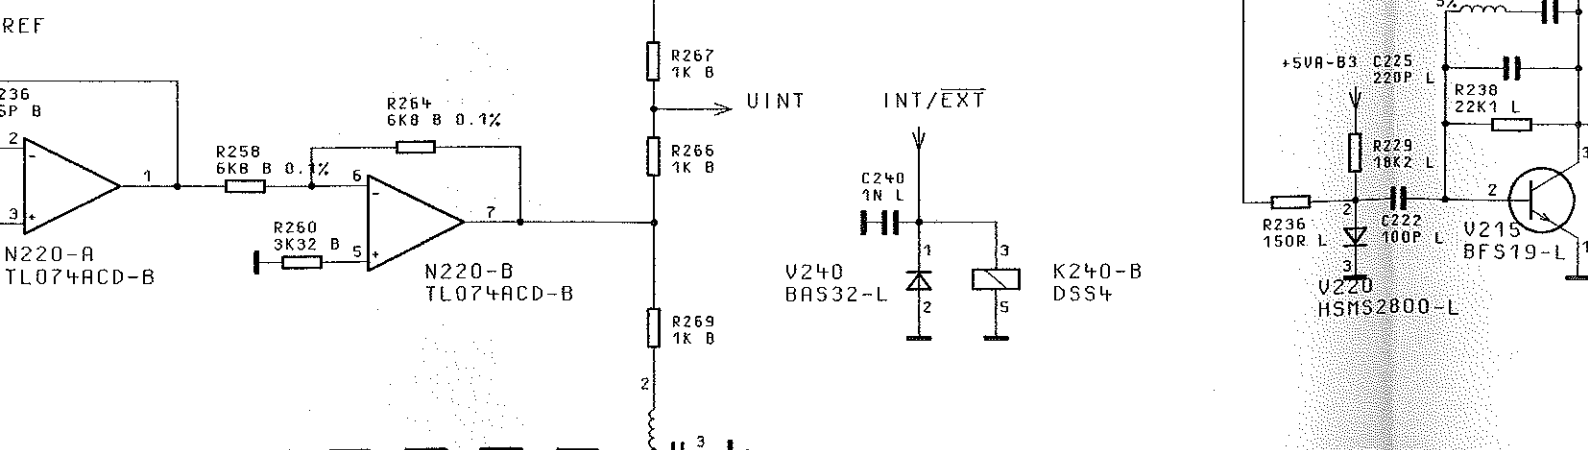 REF
236
5P B
2
3
1
N220-A
TL074ACD-B
R258
6K8 B 0.1%
R264
6K8 B 0.1%
R260
3K32 B
6
5
7
N220-B
TL074ACD-B
R267
1K B
UINT
R266
1K B
R269
1K B
2
3
INT/EXT
C240
1N L
1
2
V240
BAS32-L
3
5
K240-B
DSS4
5%
+5VA-B3
C225
220P L
R238
22K1 L
R229
18K2 L
R236
150R L
2
3
C222
100P L
V220
HSMS2800-L
2
3
1
V215
BFS19-L